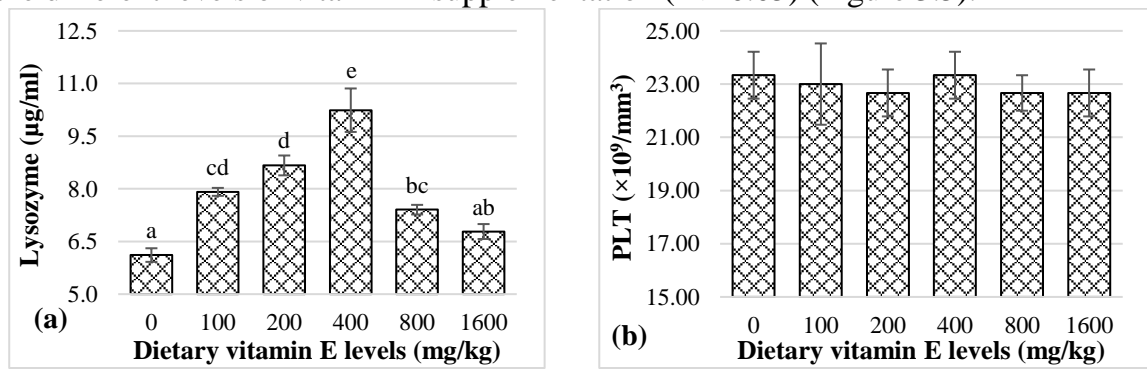 12.5
11.0
9.5
8.0
6.5
5.0
Lysozyme (µg/ml)
a
cd
d
e
bc
ab
0 100 200 400 800 1600
(a)
Dietary vitamin E levels (mg/kg)
25.00
23.00
21.00
19.00
17.00
15.00
PLT (×10⁹/mm³)
0 100 200 400 800 1600
(b)
Dietary vitamin E levels (mg/kg)